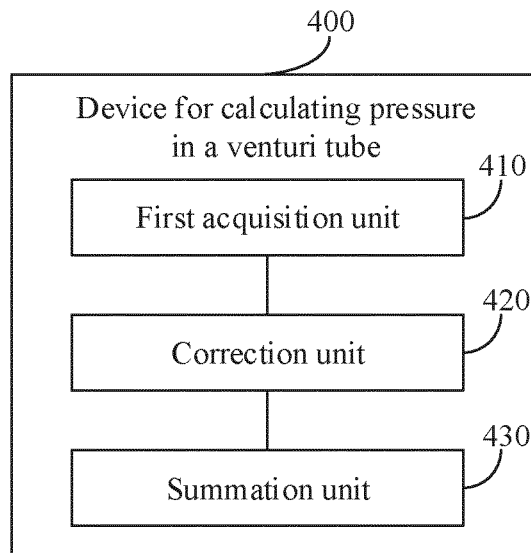 400
Device for calculating pressure
in a venturi tube
410
First acquisition unit
420
Correction unit
430
Summation unit